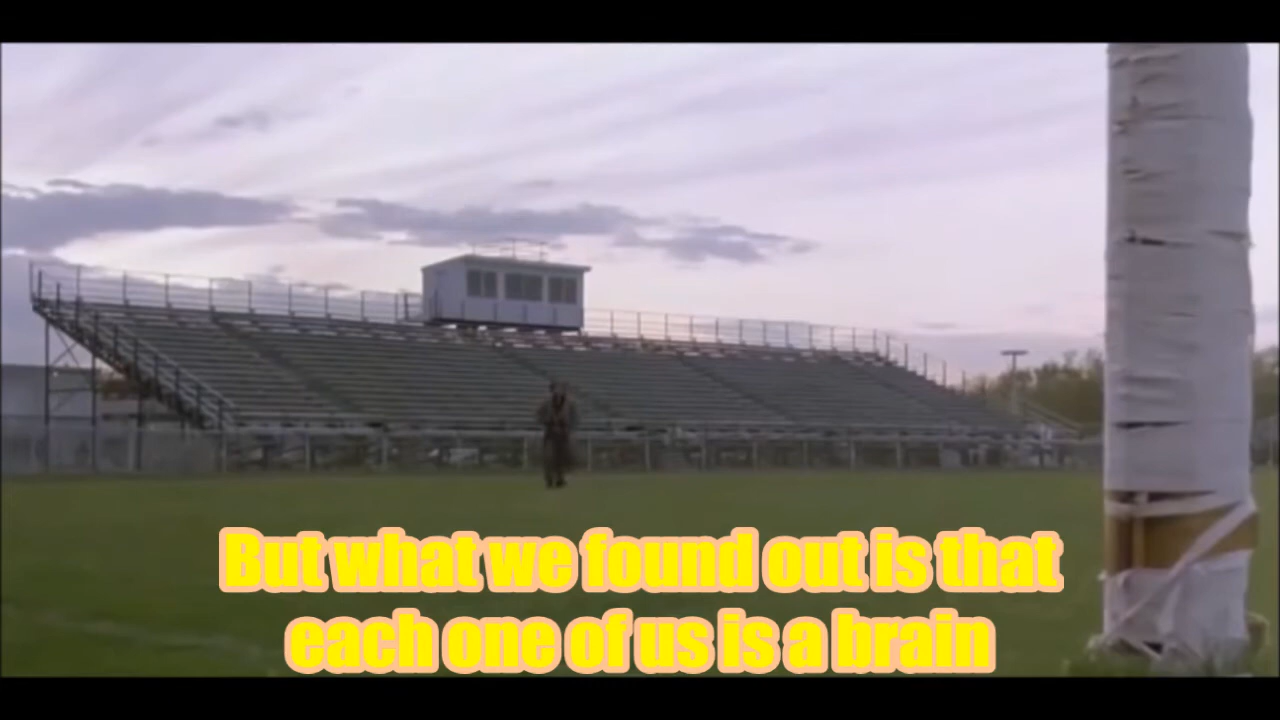 But what we found out is that
each one of us is a brain